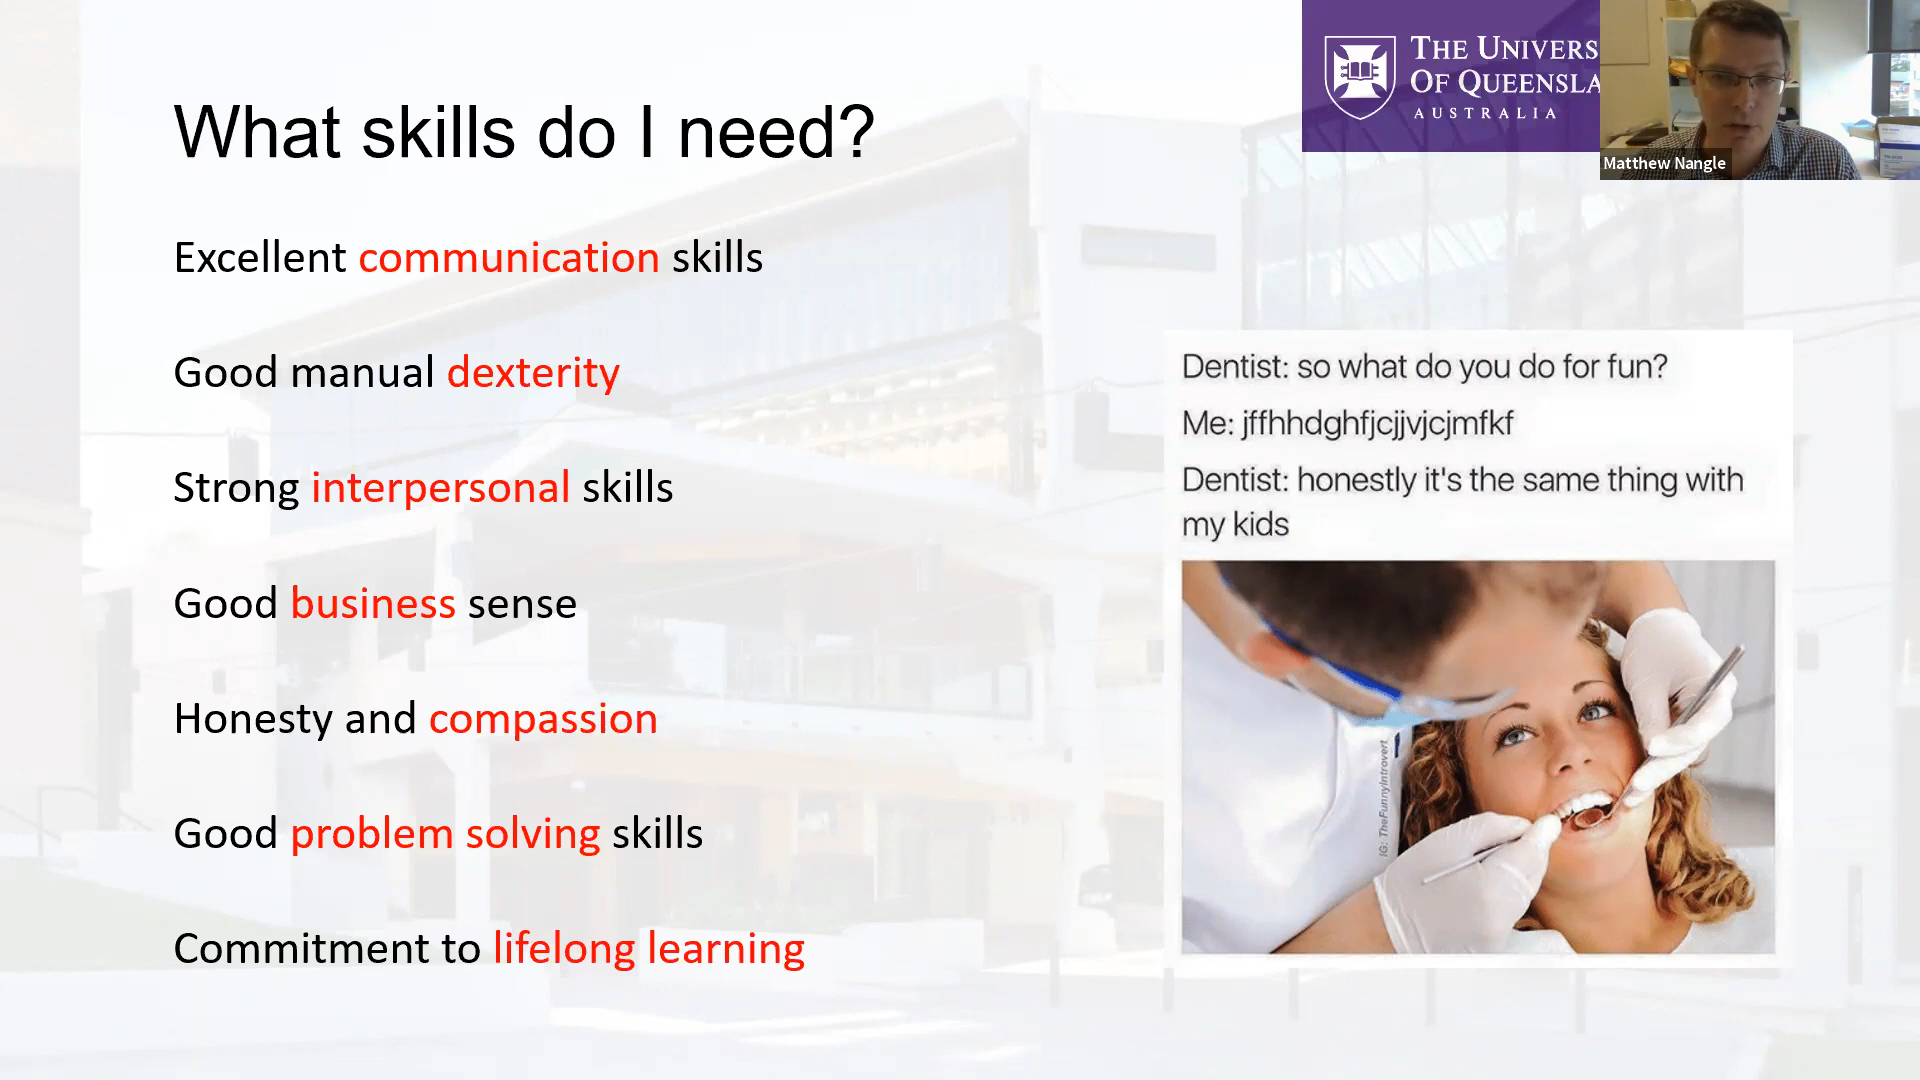 What skills do I need?
Excellent communication skills
Good manual dexterity
Strong interpersonal skills
Good business sense
Honesty and compassion
Good problem solving skills
Commitment to lifelong learning
THE UNIVERS
OF QUEENSLA
AUSTRALIA
Matthew Nangle
Dentist: so what do you do for fun?
Me: jffhhdghfjcjjvjcjmfkf
Dentist: honestly it's the same thing with
my kids
IG: TheFunnyIntrovert